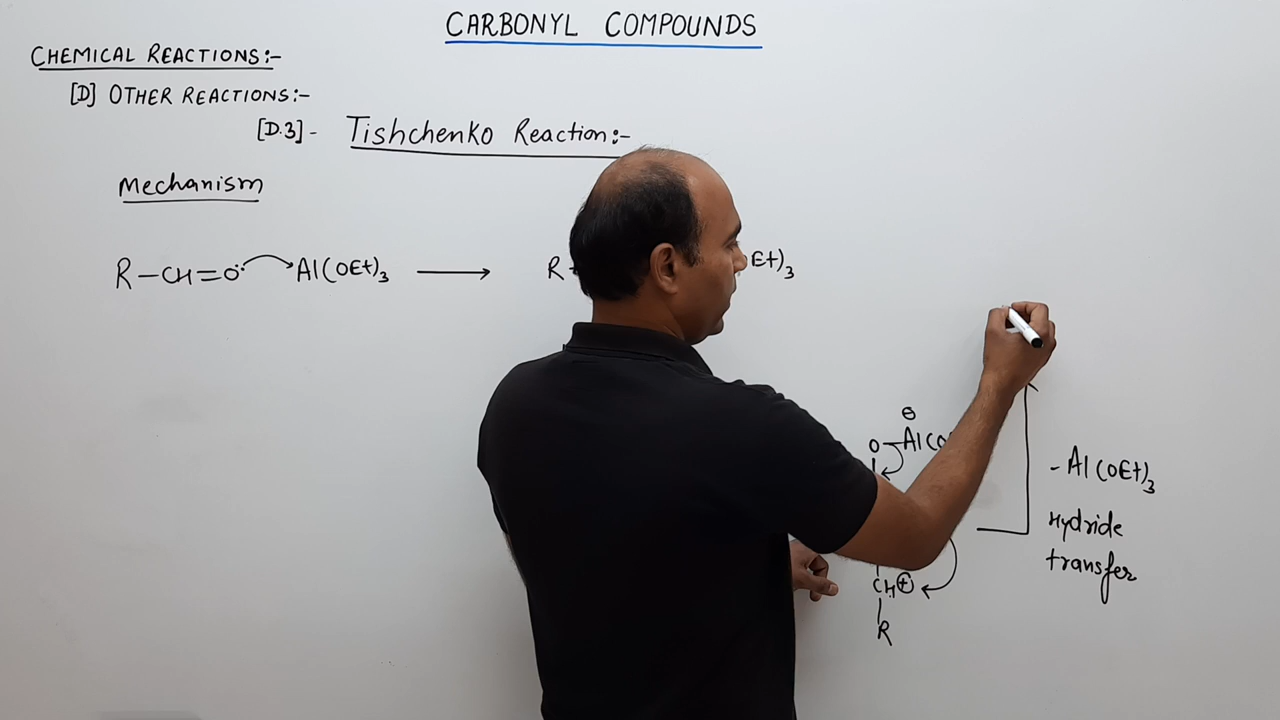 CARBONYL COMPOUNDS
CHEMICAL REACTIONS:-
[D] OTHER REACTIONS:-
[D.3]- Tishchenko Reaction:-
Mechanism
R-CH=O: Al(OEt)3 ⟶ R Et)3
⊖
O-Al(O
-Al(OEt)3
Hydride
transfer
CH⊕
R